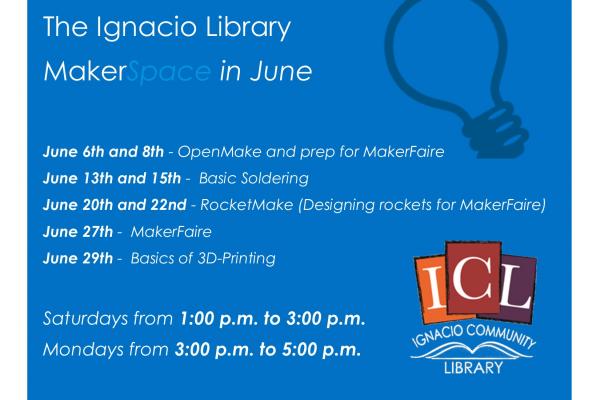 The Ignacio Library
MakerSpace in June
June 6th and 8th - OpenMake and prep for MakerFaire
June 13th and 15th - Basic Soldering
June 20th and 22nd - RocketMake (Designing rockets for MakerFaire)
June 27th - MakerFaire
June 29th - Basics of 3D-Printing
Saturdays from 1:00 p.m. to 3:00 p.m.
Mondays from 3:00 p.m. to 5:00 p.m.
ICL
IGNACIO COMMUNITY
LIBRARY